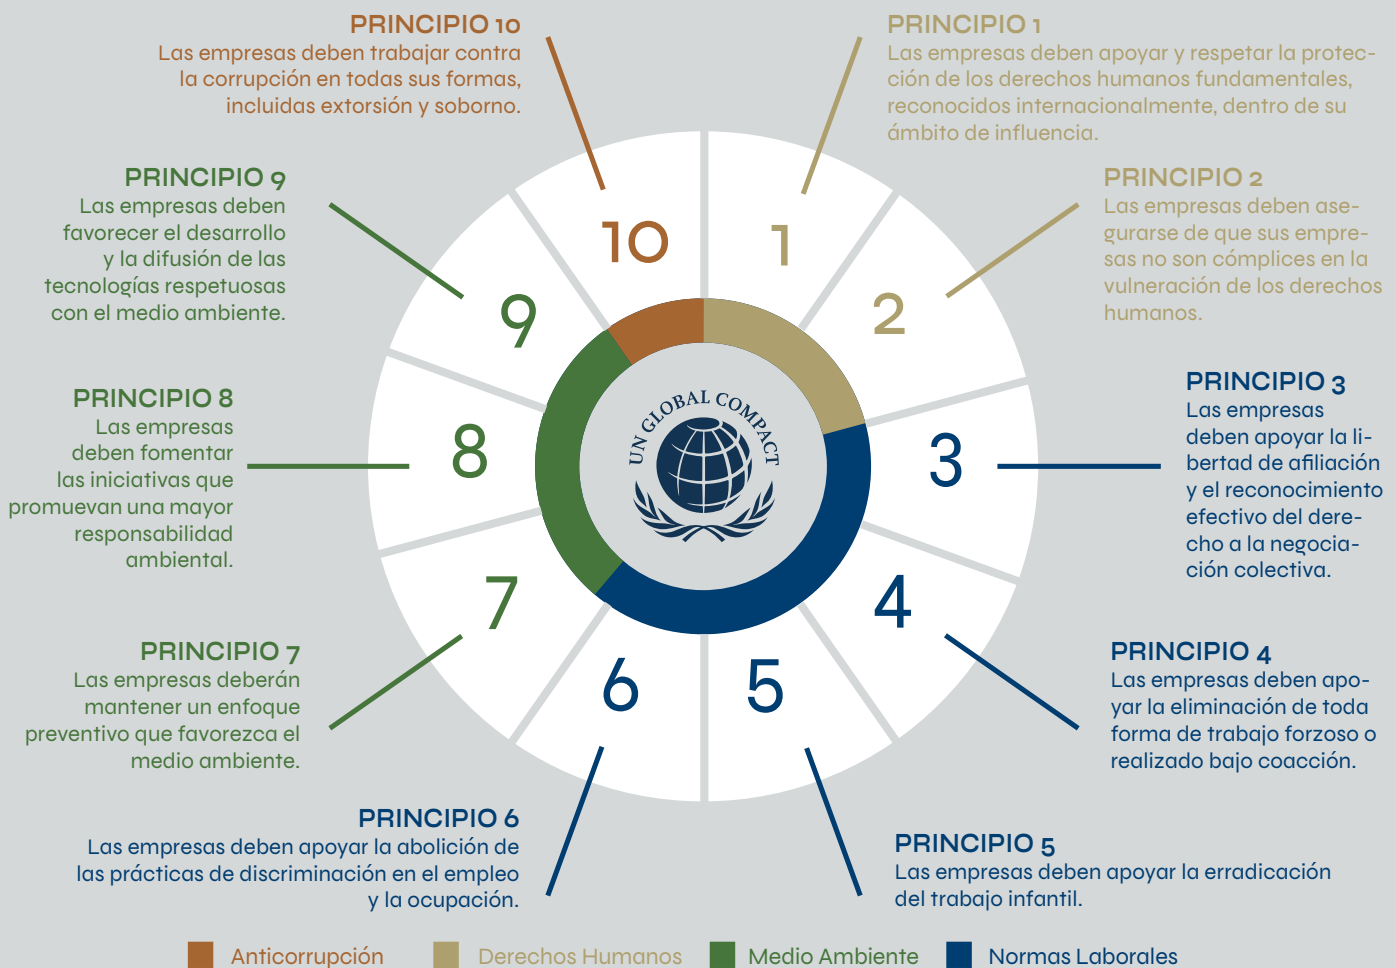 PRINCIPIO 10
Las empresas deben trabajar contra
la corrupción en todas sus formas,
incluidas extorsión y soborno.
PRINCIPIO 1
Las empresas deben apoyar y respetar la protec-
ción de los derechos humanos fundamentales,
reconocidos internacionalmente, dentro de su
ámbito de influencia.
PRINCIPIO 9
Las empresas deben
favorecer el desarrollo
y la difusión de las
tecnologías respetuosas
con el medio ambiente.
PRINCIPIO 2
Las empresas deben ase-
gurarse de que sus empre-
sas no son cómplices en la
vulneración de los derechos
humanos.
10
1
9
2
PRINCIPIO 8
Las empresas
deben fomentar
las iniciativas que
promuevan una mayor
responsabilidad
ambiental.
8
UN GLOBAL COMPACT
3
PRINCIPIO 3
Las empresas
deben apoyar la li-
bertad de afiliación
y el reconocimiento
efectivo del dere-
cho a la negocia-
ción colectiva.
7
4
6
5
PRINCIPIO 7
Las empresas deberán
mantener un enfoque
preventivo que favorezca el
medio ambiente.
PRINCIPIO 4
Las empresas deben apo-
yar la eliminación de toda
forma de trabajo forzoso o
realizado bajo coacción.
PRINCIPIO 6
Las empresas deben apoyar la abolición de
las prácticas de discriminación en el empleo
y la ocupación.
PRINCIPIO 5
Las empresas deben apoyar la erradicación
del trabajo infantil.
Anticorrupción
Derechos Humanos
Medio Ambiente
Normas Laborales